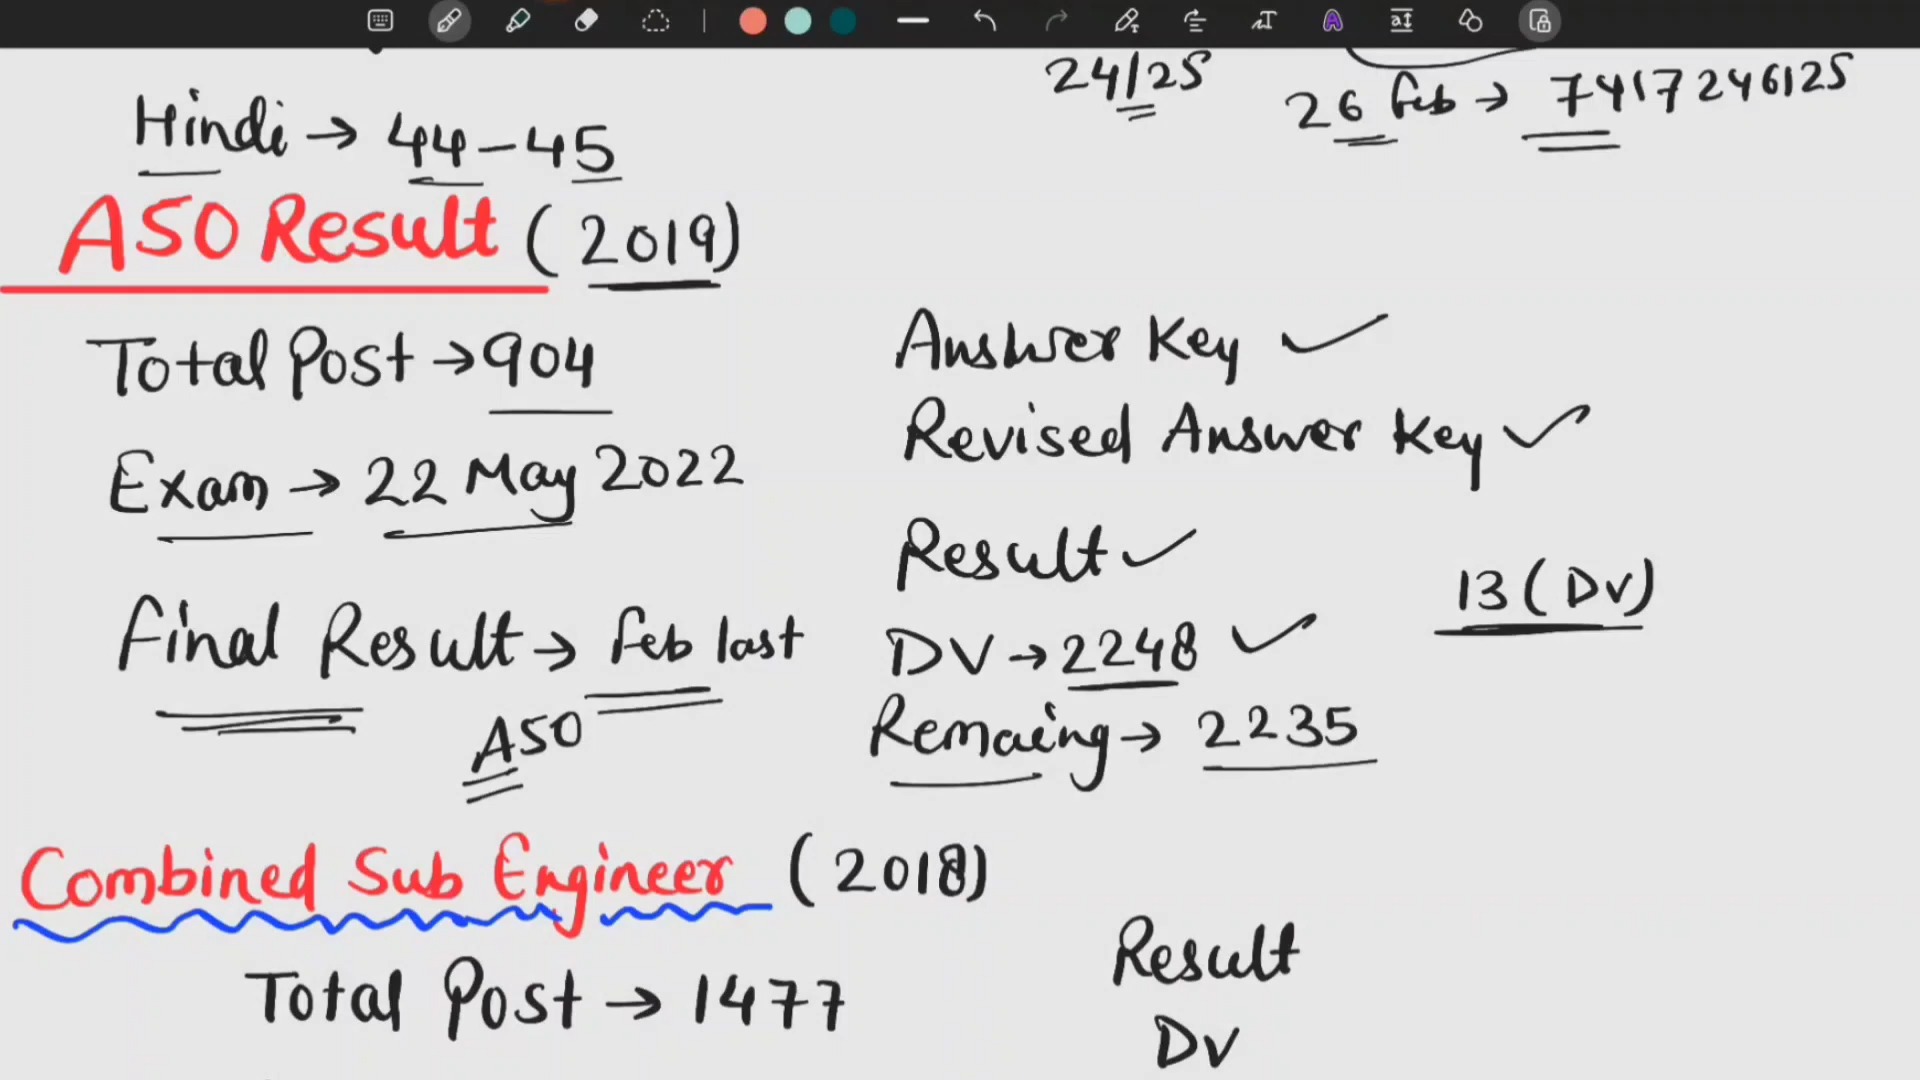 24/25
26 Feb → 7417246125
Hindi → 44-45
ASO Result (2019)
Total Post → 904
Exam → 22 May 2022
Final Result → Feb last
ASO
Answer Key ✓
Revised Answer Key ✓
Result ✓
13 (DV)
DV → 2248 ✓
Remaing → 2235
Combined Sub Engineer (2018)
Total Post → 1477
Result
DV